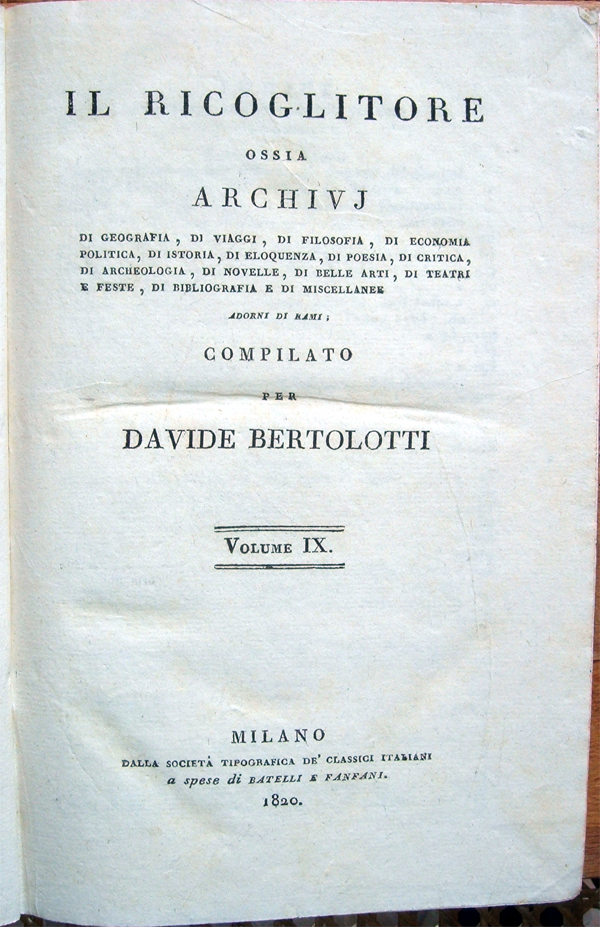 IL RICOGLITORE
OSSIA
ARCHIVJ
DI GEOGRAFIA, DI VIAGGI, DI FILOSOFIA, DI ECONOMIA
POLITICA, DI ISTORIA, DI ELOQUENZA, DI POESIA, DI CRITICA,
DI ARCHEOLOGIA, DI NOVELLE, DI BELLE ARTI, DI TEATRI
E FESTE, DI BIBLIOGRAFIA E DI MISCELLANEE
ADORNI DI RAMI;
COMPILATO
PER
DAVIDE BERTOLOTTI
VOLUME IX.
MILANO
DALLA SOCIETÀ TIPOGRAFICA DE' CLASSICI ITALIANI
a spese di BATELLI E FANFANI.
1820.